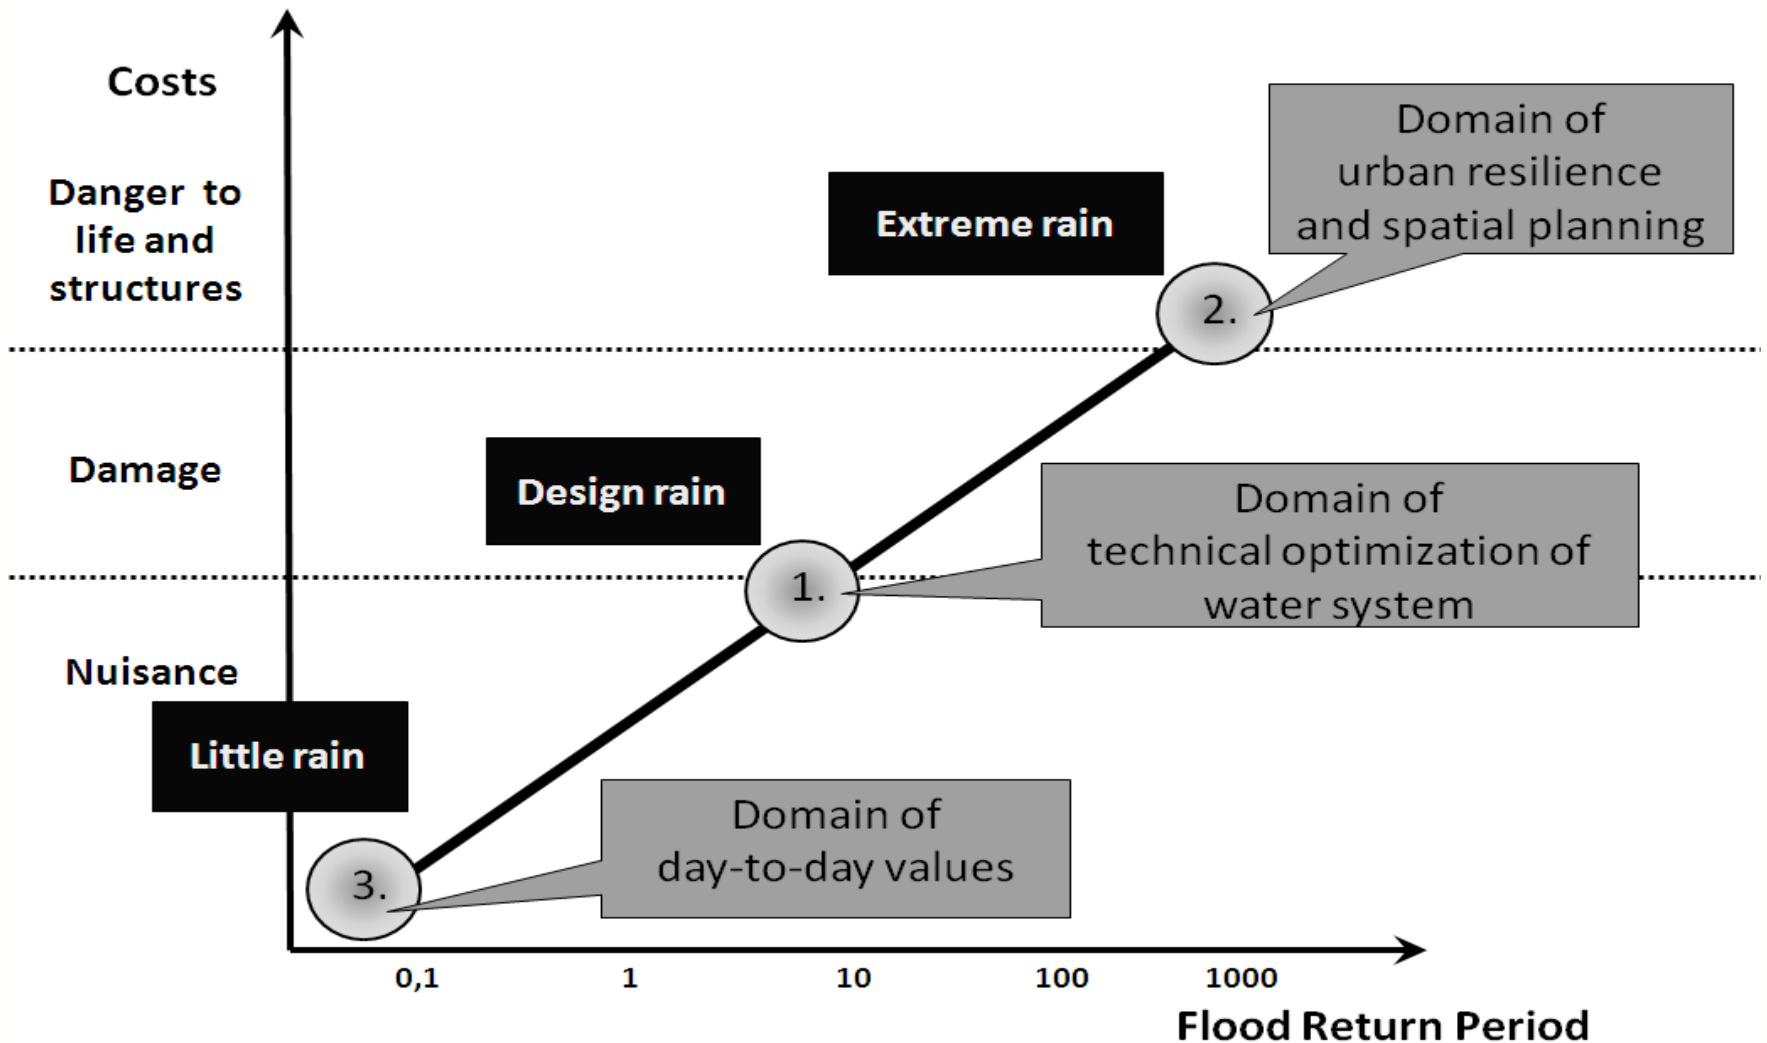 Costs
Danger to
life and
structures
Extreme rain
Domain of
urban resilience
and spatial planning
2.
Damage
Design rain
Domain of
technical optimization of
water system
1.
Nuisance
Little rain
Domain of
day-to-day values
3.
0,1 1 10 100 1000
Flood Return Period